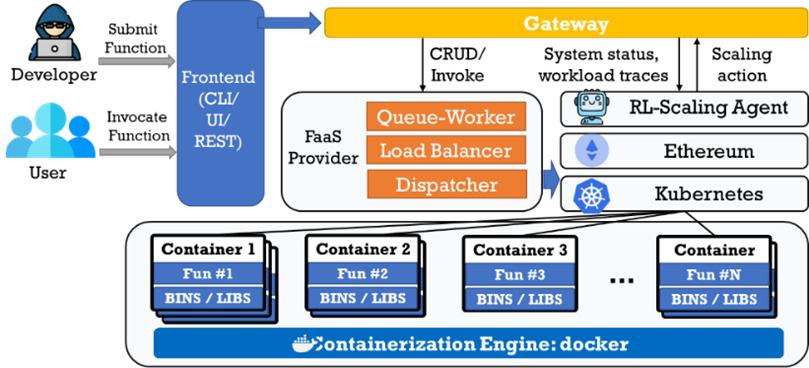 Submit
Function
Developer
Invocate
Function
User
Frontend
(CLI/
UI/
REST)
Gateway
CRUD/
Invoke
System status,
workload traces
Scaling
action
FaaS
Provider
Queue-Worker
Load Balancer
Dispatcher
RL-Scaling Agent
Ethereum
Kubernetes
Container 1
Fun #1
BINS / LIBS
Container 2
Fun #2
BINS / LIBS
Container 3
Fun #3
BINS / LIBS
...
Container
Fun #N
BINS / LIBS
Containerization Engine: docker